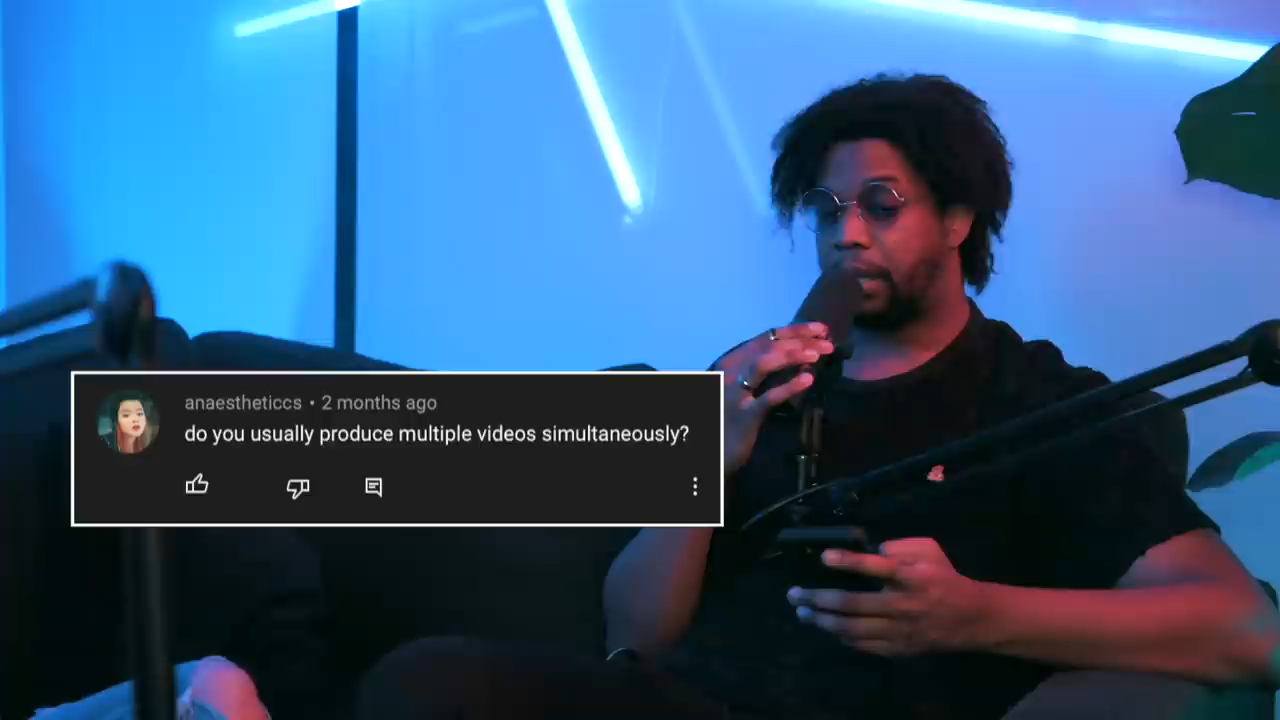 anaestheticcs • 2 months ago
do you usually produce multiple videos simultaneously?